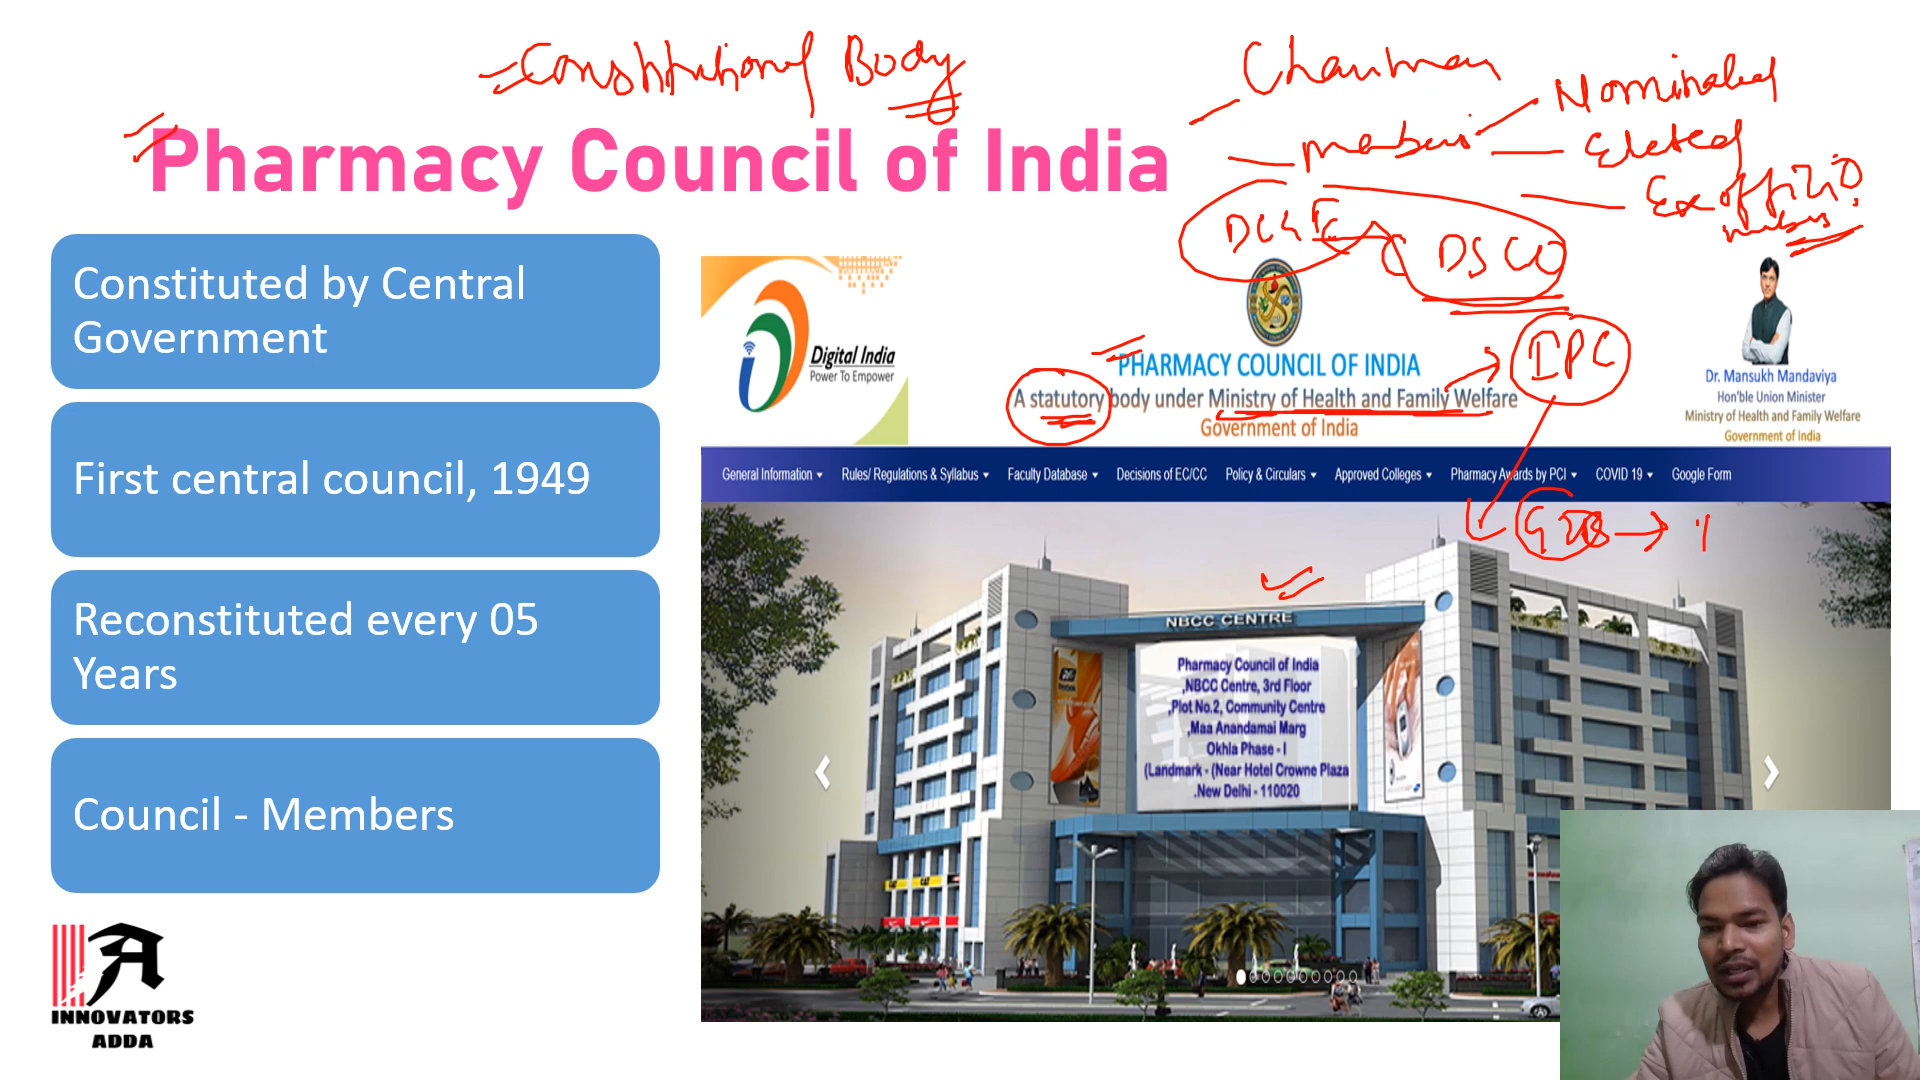 Constitutional Body
Chairman
Nominated
Members
Elected
Ex officio
Pharmacy Council of India
DSCO
IPC
Constituted by Central
Government
First central council, 1949
Reconstituted every 05
Years
Council - Members
INNOVATORS
ADDA
Digital India
Power To Empower
PHARMACY COUNCIL OF INDIA
A statutory body under Ministry of Health and Family Welfare
Government of India
Dr. Mansukh Mandaviya
Hon'ble Union Minister
Ministry of Health and Family Welfare
Government of India
General Information Rules/ Regulations & Syllabus Faculty Database Decisions of EC/CC Policy & Circulars Approved Colleges Pharmacy Awards by PCI COVID 19 Google Form
NBCC CENTRE
Pharmacy Council of India
,NBCC Centre, 3rd Floor
,Plot No.2, Community Centre
,Maa Anandamai Marg
Okhla Phase - I
(Landmark - (Near Hotel Crowne Plaza
.New Delhi - 110020